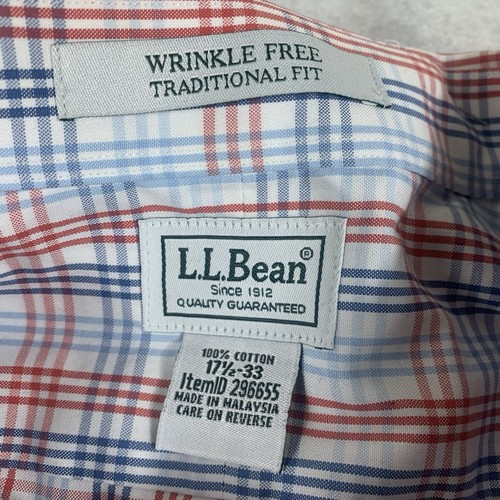 WRINKLE FREE
TRADITIONAL FIT
L.L.Bean®
Since 1912
QUALITY GUARANTEED
100% COTTON
17½-33
ItemID 296655
MADE IN MALAYSIA
CARE ON REVERSE